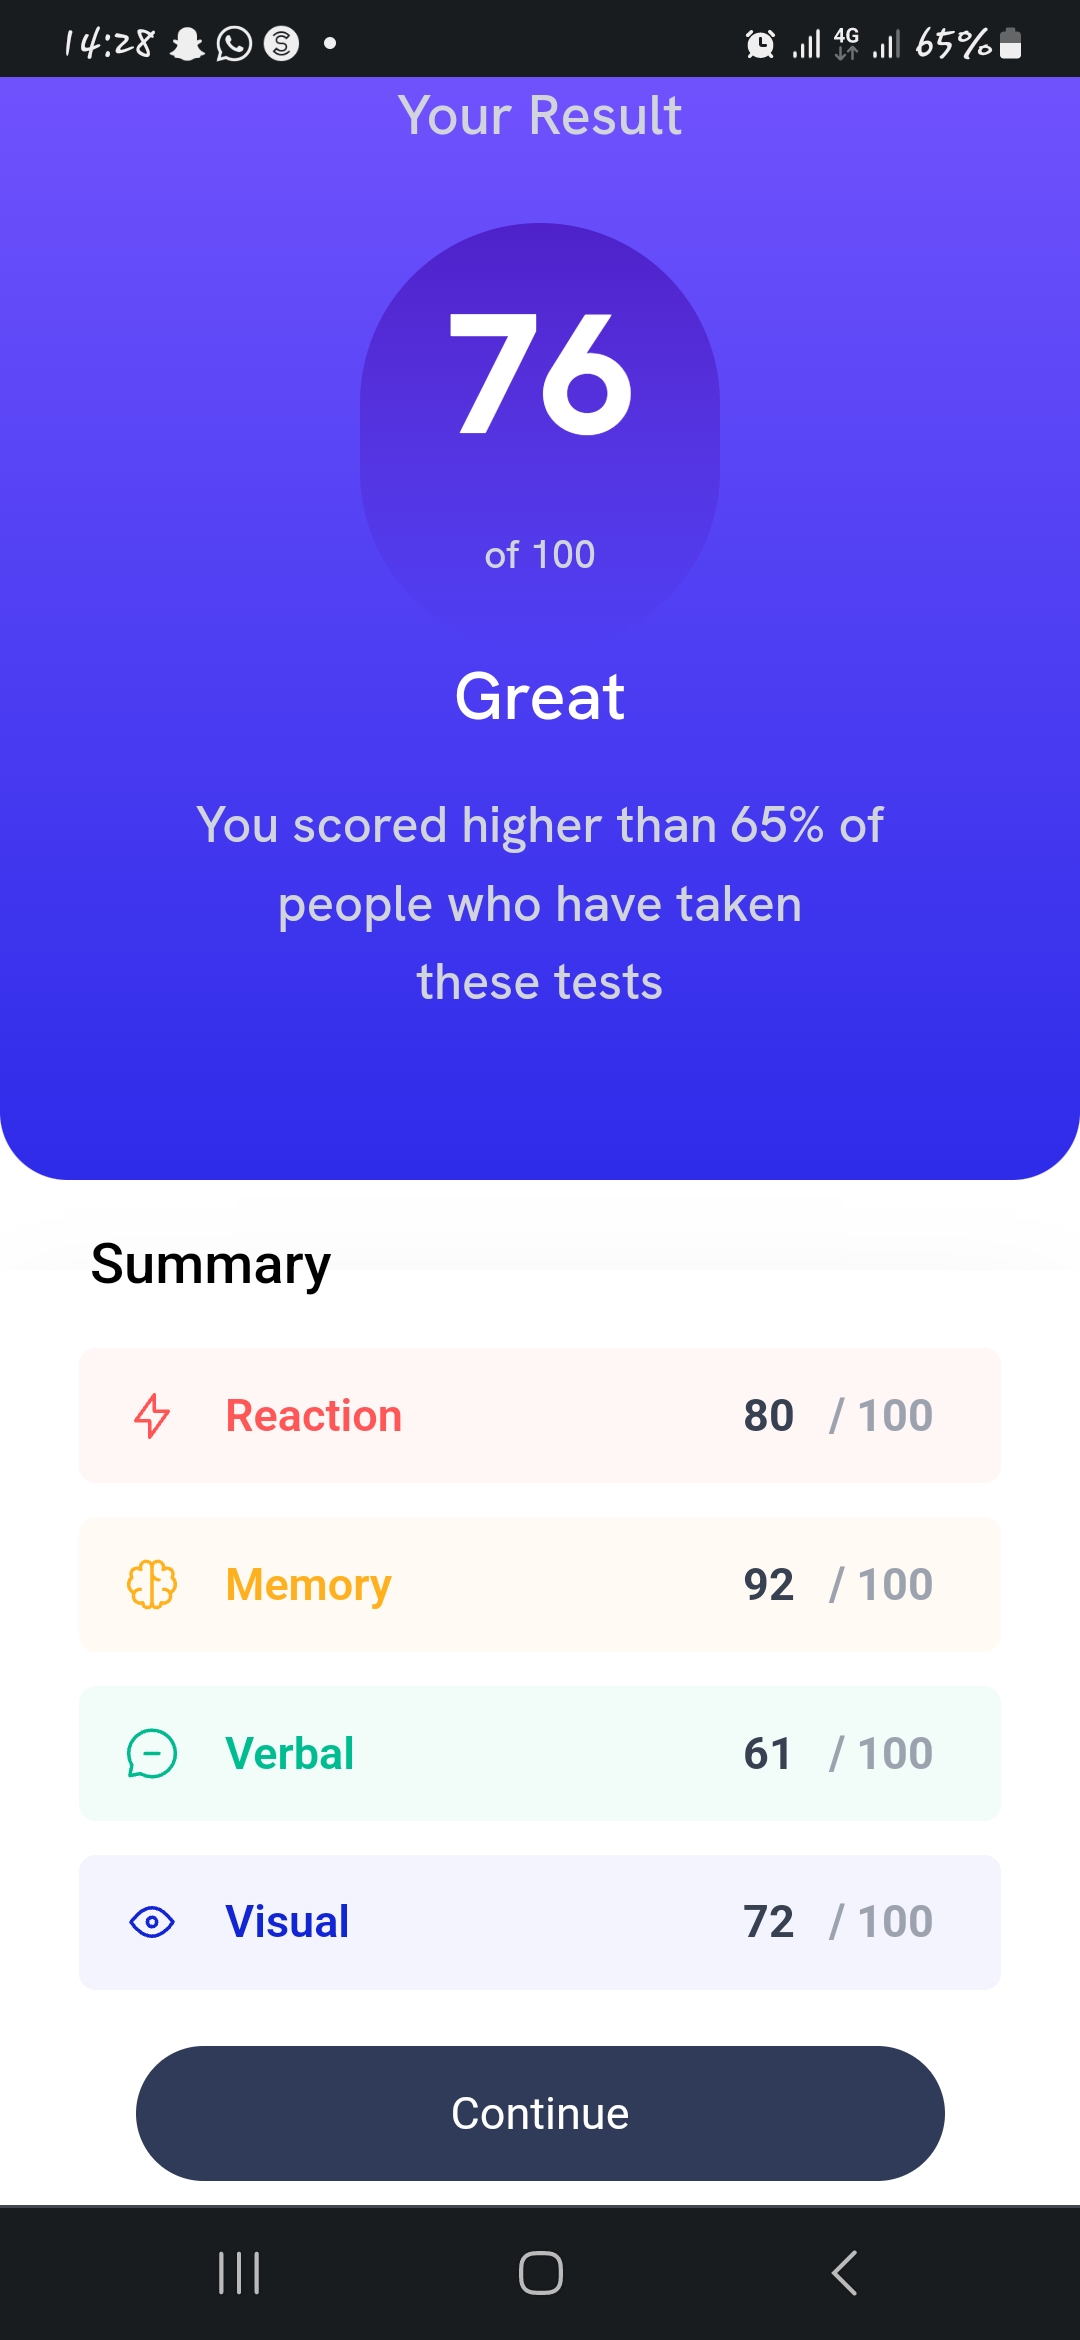 14:28 4G 65%
Your Result
76
of 100
Great
You scored higher than 65% of
people who have taken
these tests
Summary
Reaction 80 / 100
Memory 92 / 100
Verbal 61 / 100
Visual 72 / 100
Continue